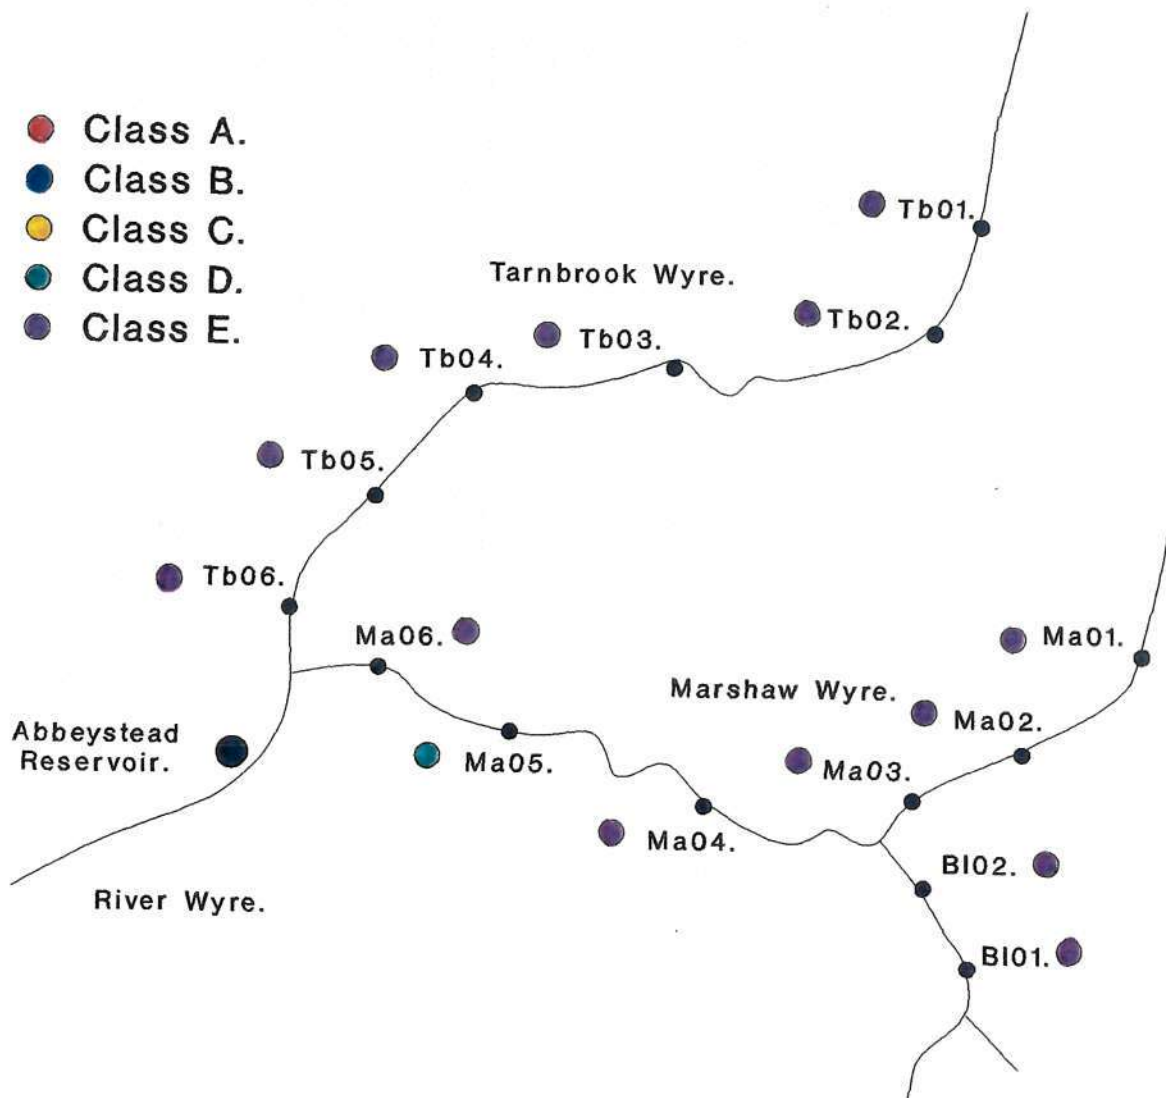 Class A.
Class B.
Class C.
Class D.
Class E.
Tb01.
Tarnbrook Wyre.
Tb02.
Tb03.
Tb04.
Tb05.
Tb06.
Ma06.
Ma01.
Marshaw Wyre.
Ma02.
Abbeystead
Reservoir.
Ma05.
Ma03.
Ma04.
Bl02.
River Wyre.
Bl01.